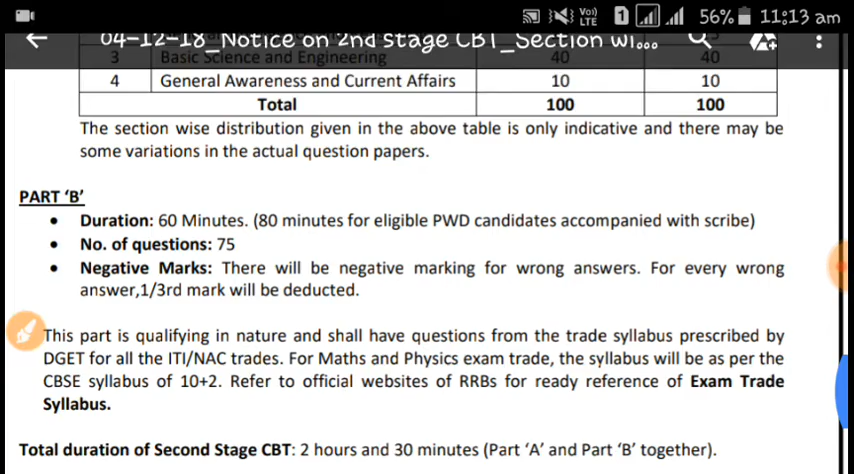 Vo))
LTE
1
56%
11:13 am
04-12-18_Notice on 2nd stage CBT_Section wi...
3 Basic Science and Engineering 40 40
4 General Awareness and Current Affairs 10 10
Total 100 100
The section wise distribution given in the above table is only indicative and there may be
some variations in the actual question papers.
PART ‘B’
• Duration: 60 Minutes. (80 minutes for eligible PWD candidates accompanied with scribe)
• No. of questions: 75
• Negative Marks: There will be negative marking for wrong answers. For every wrong
answer,1/3rd mark will be deducted.
This part is qualifying in nature and shall have questions from the trade syllabus prescribed by
DGET for all the ITI/NAC trades. For Maths and Physics exam trade, the syllabus will be as per the
CBSE syllabus of 10+2. Refer to official websites of RRBs for ready reference of Exam Trade
Syllabus.
Total duration of Second Stage CBT: 2 hours and 30 minutes (Part ‘A’ and Part ‘B’ together).